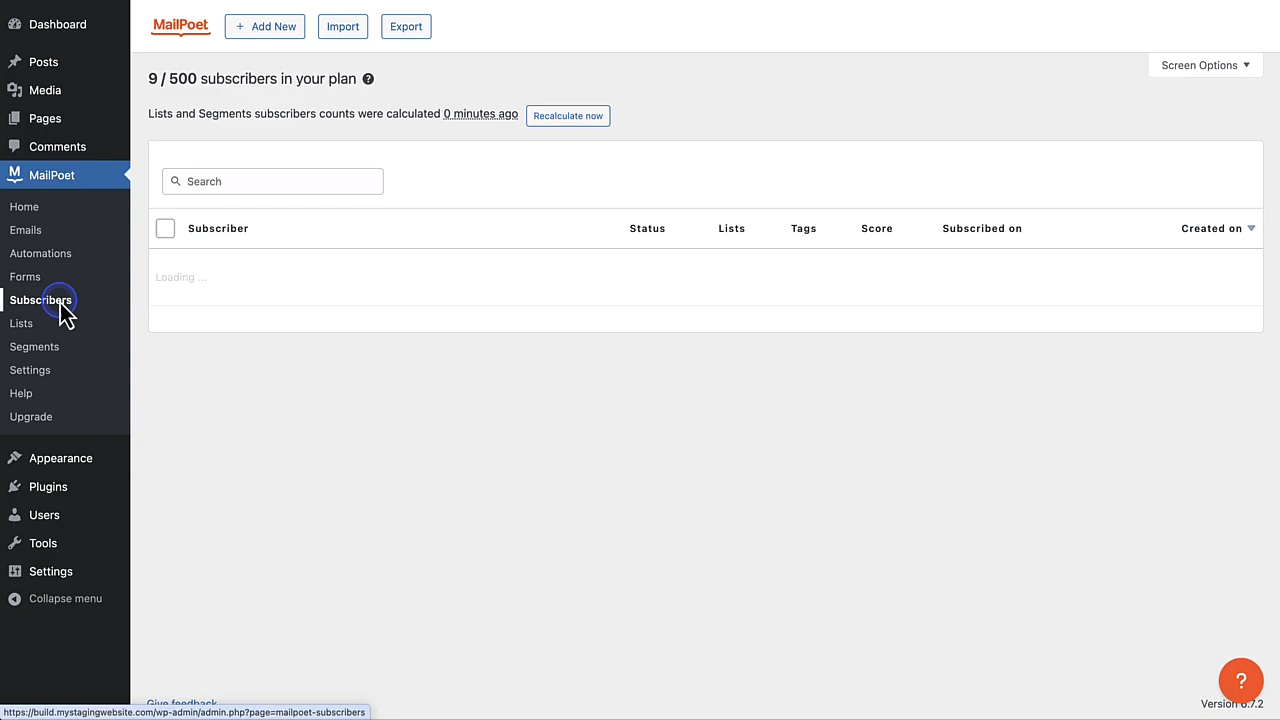 Dashboard
Posts
Media
Pages
Comments
MailPoet
Home
Emails
Automations
Forms
Subscribers
Lists
Segments
Settings
Help
Upgrade
Appearance
Plugins
Users
Tools
Settings
Collapse menu
MailPoet
+ Add New
Import
Export
Screen Options
9 / 500 subscribers in your plan ?
Lists and Segments subscribers counts were calculated 0 minutes ago Recalculate now
Search
Subscriber Status Lists Tags Score Subscribed on Created on
Loading ...
?
Give feedback
Version 5.7.2
https://build.mystagingwebsite.com/wp-admin/admin.php?page=mailpoet-subscribers